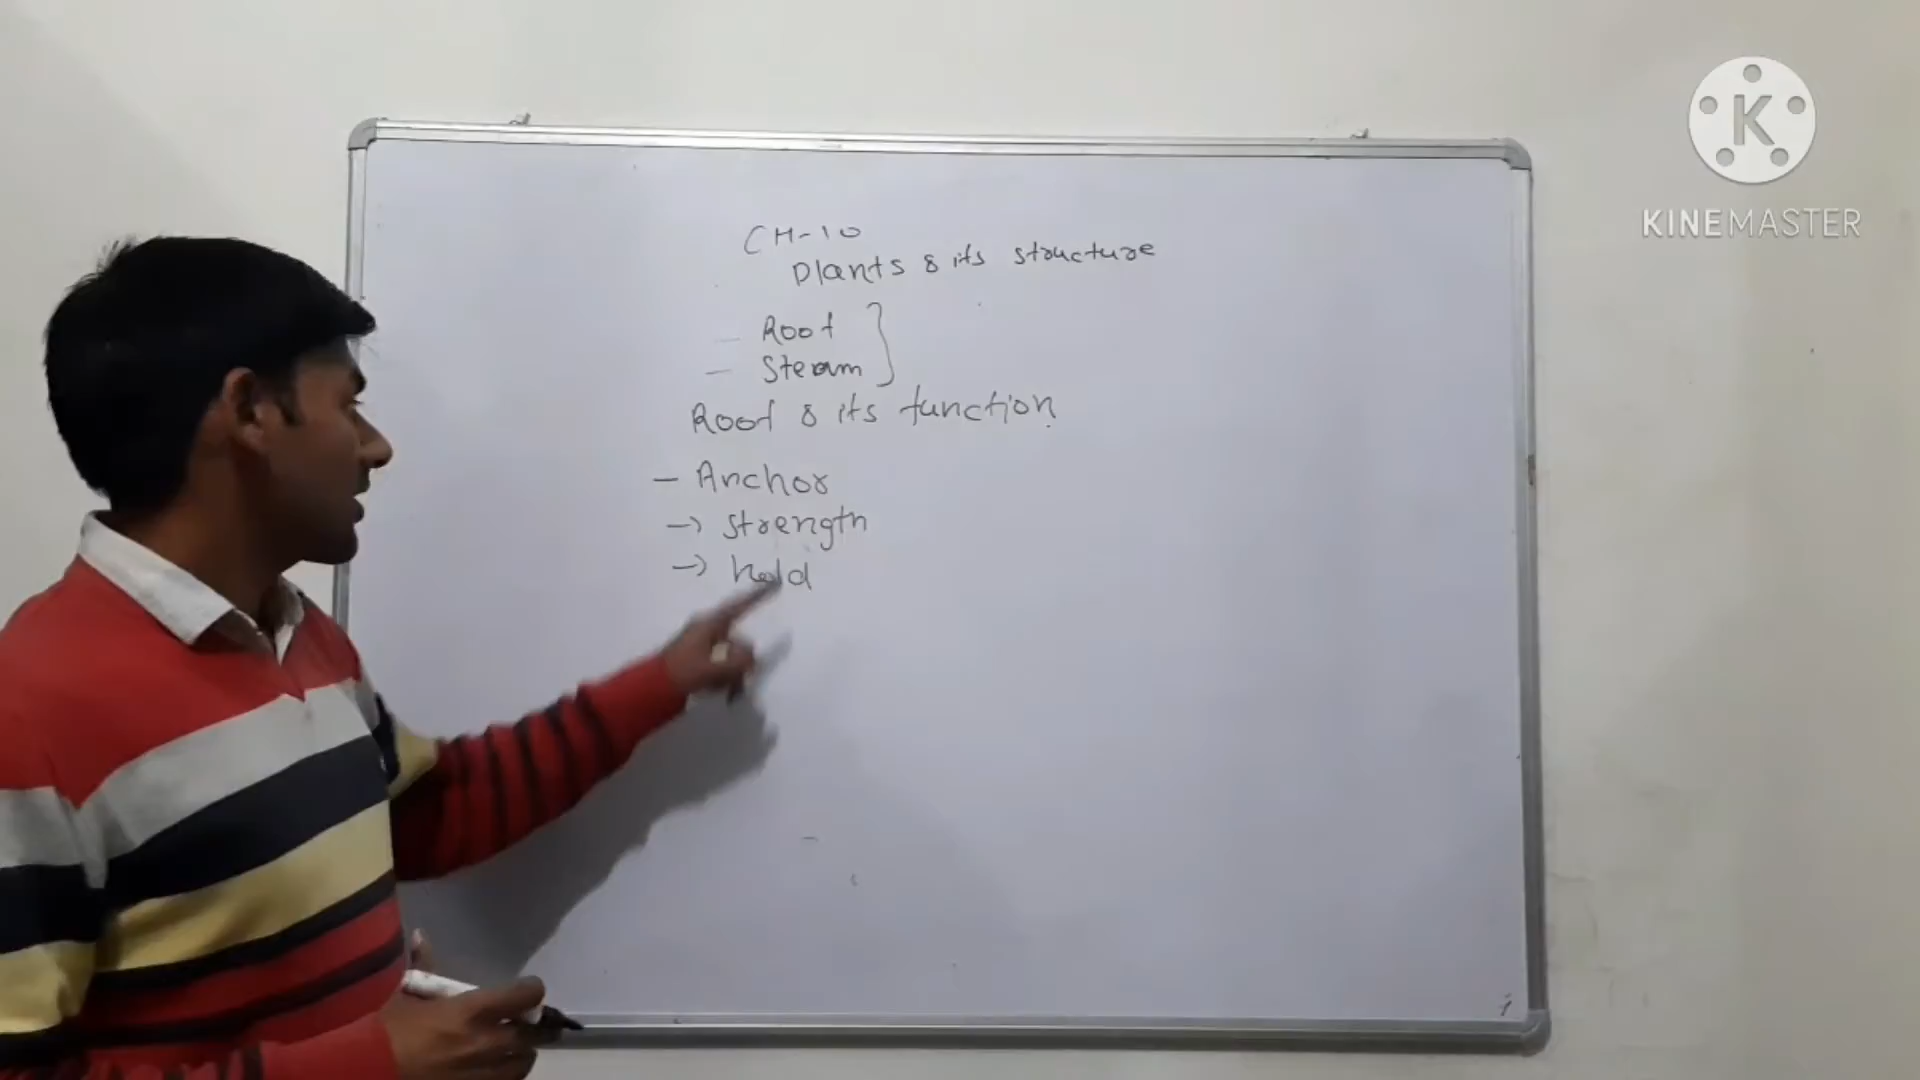 CH-10
Plants & its structure
- Root
- Steam
Root & its function.
- Anchor
→ Strength
→ hold
K
KINEMASTER